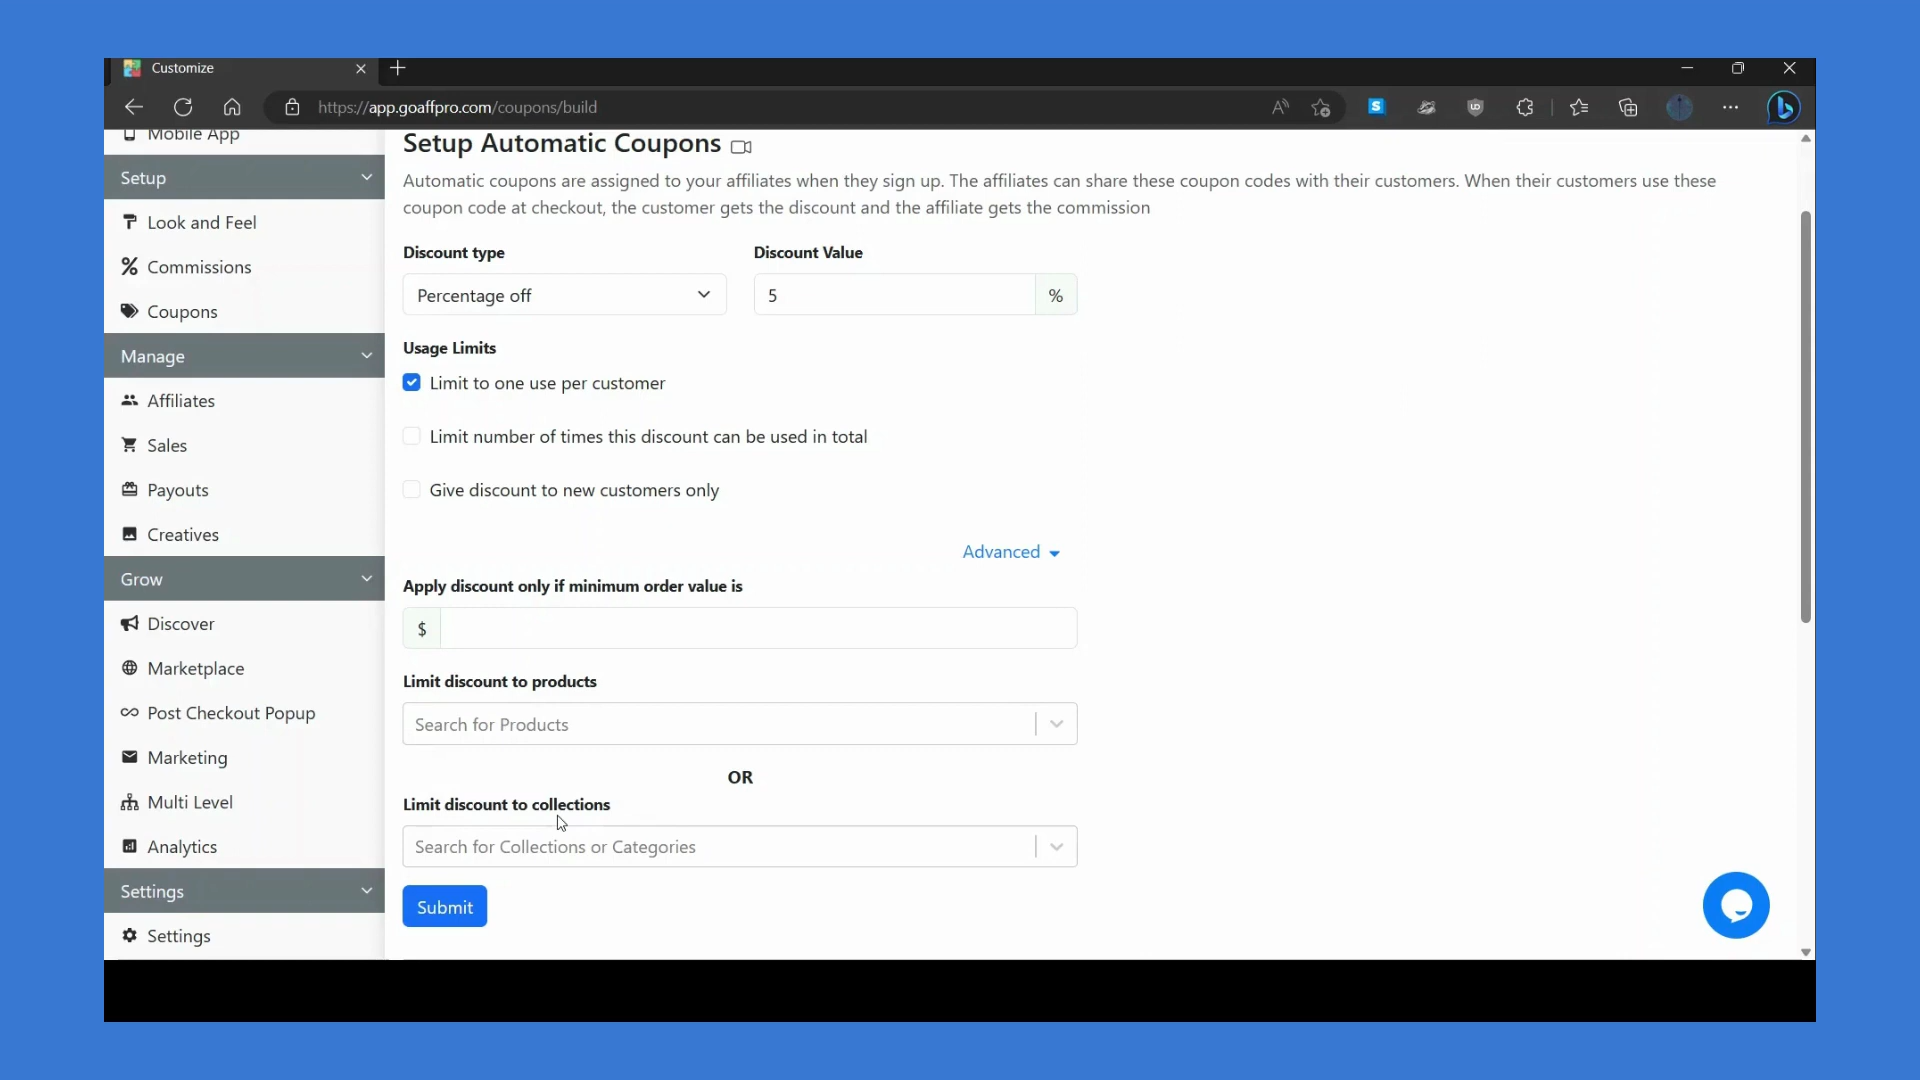 Customize
https://app.goaffpro.com/coupons/build
Mobile App
Setup
Look and Feel
Commissions
Coupons
Manage
Affiliates
Sales
Payouts
Creatives
Grow
Discover
Marketplace
Post Checkout Popup
Marketing
Multi Level
Analytics
Settings
Settings
Setup Automatic Coupons
Automatic coupons are assigned to your affiliates when they sign up. The affiliates can share these coupon codes with their customers. When their customers use these
coupon code at checkout, the customer gets the discount and the affiliate gets the commission
Discount type
Discount Value
Percentage off
5
%
Usage Limits
Limit to one use per customer
Limit number of times this discount can be used in total
Give discount to new customers only
Advanced
Apply discount only if minimum order value is
$
Limit discount to products
Search for Products
OR
Limit discount to collections
Search for Collections or Categories
Submit